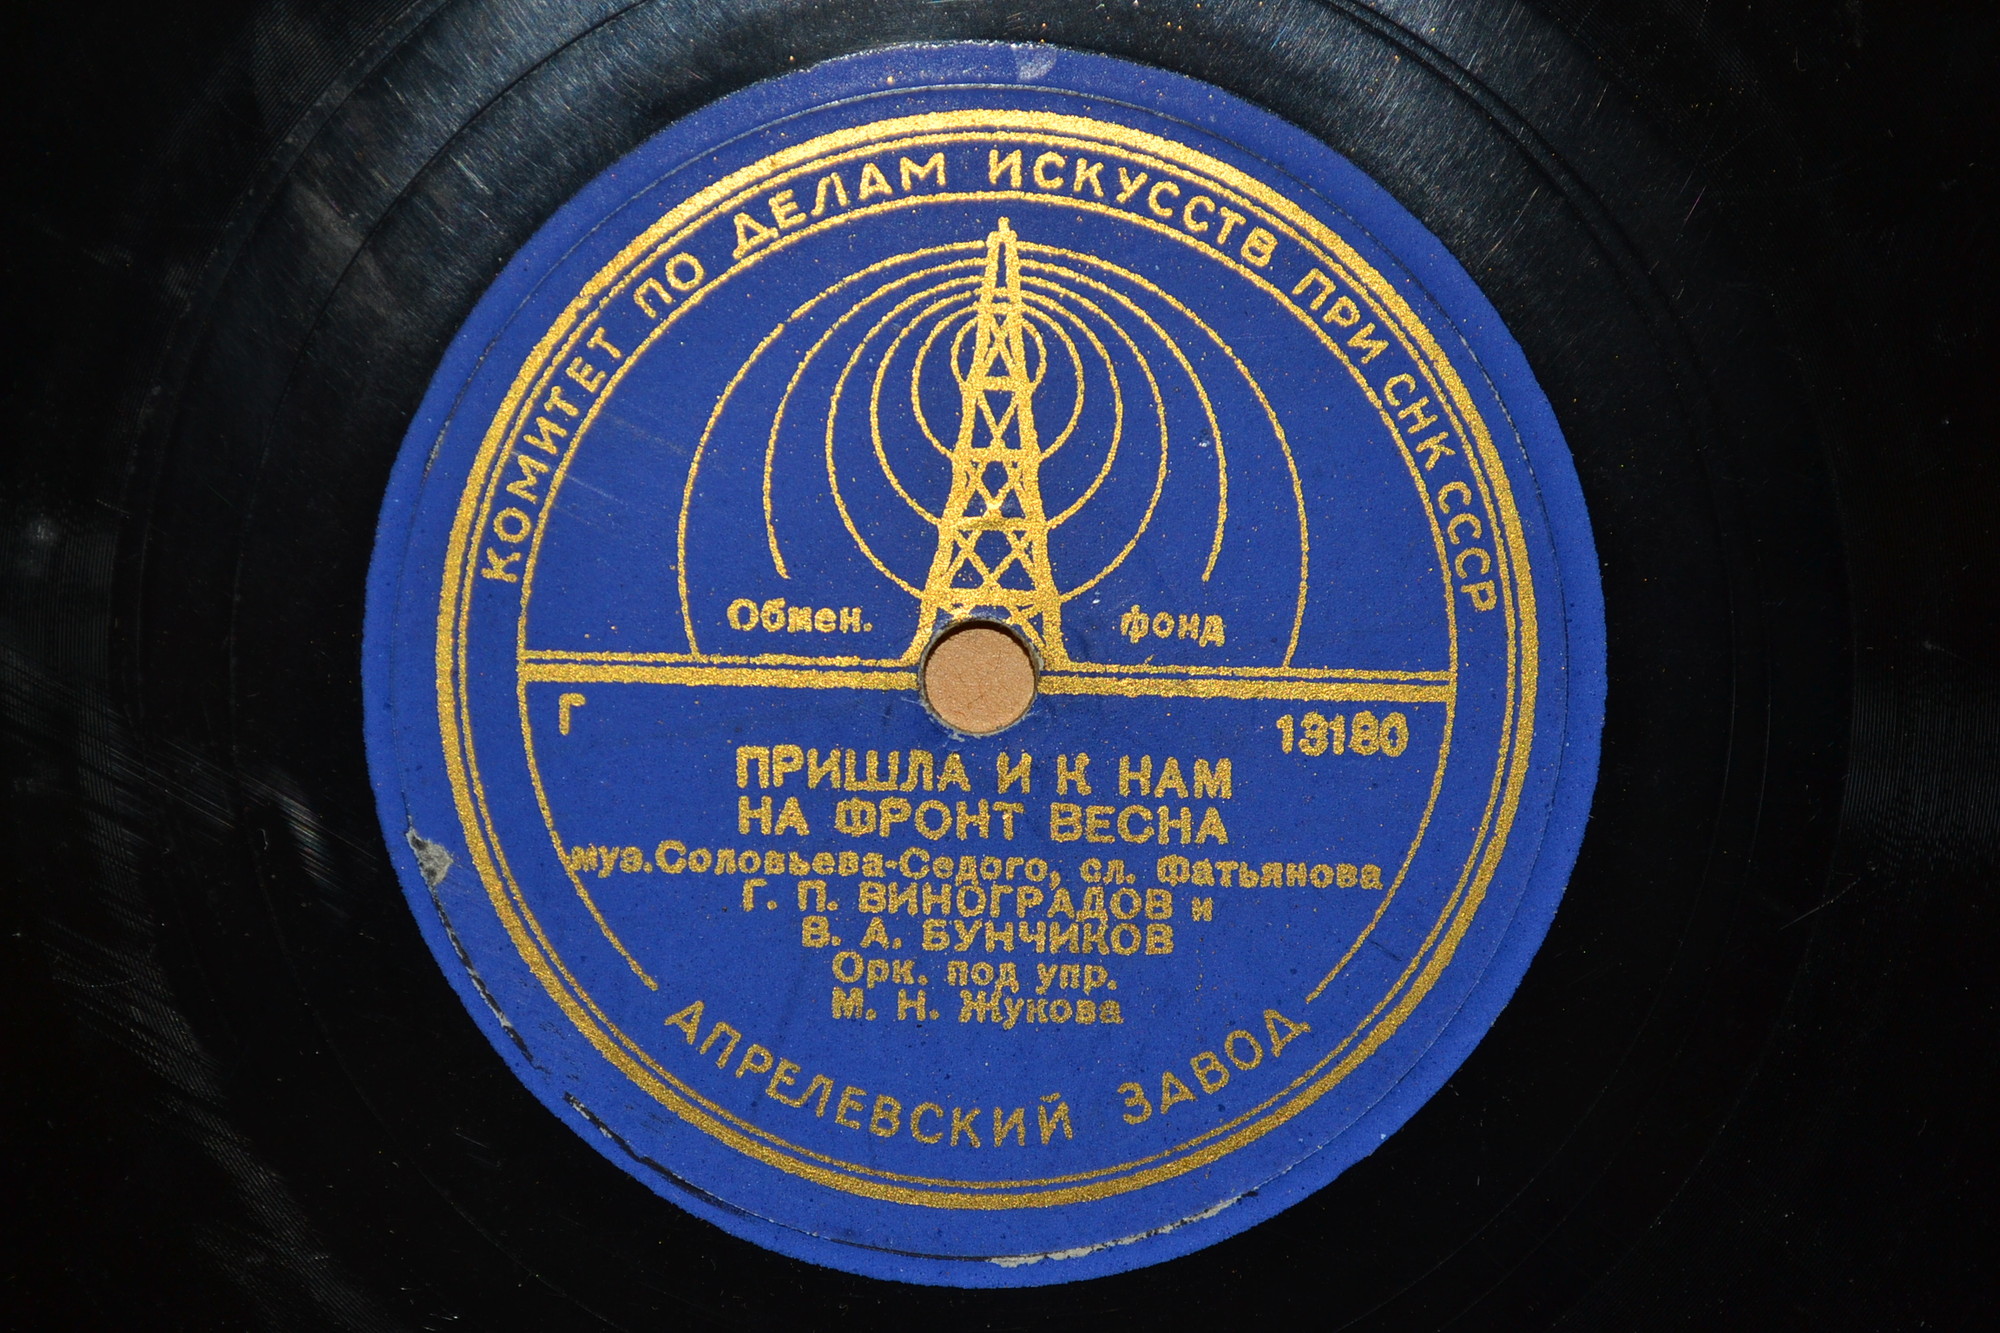 КОМИТЕТ ПО ДЕЛАМ ИСКУССТВ ПРИ СНК СССР
Обмен. фонд
Г 13180
ПРИШЛА И К НАМ
НА ФРОНТ ВЕСНА
муз.Соловьева-Седого, сл. Фатьянова
Г. П. ВИНОГРАДОВ и
В. А. БУНЧИКОВ
Орк. под упр.
М. Н. Жукова
АПРЕЛЕВСКИЙ ЗАВОД